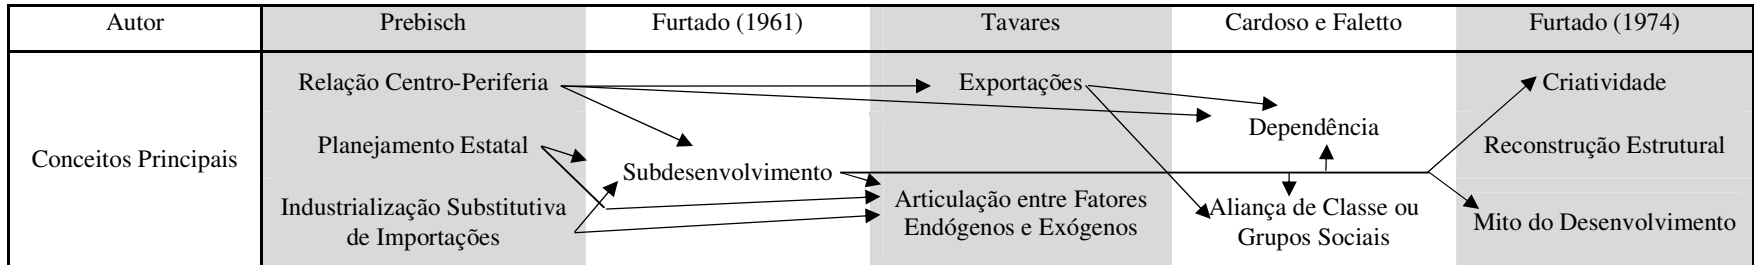 Autor
Prebisch
Furtado (1961)
Tavares
Cardoso e Faletto
Furtado (1974)
Conceitos Principais
Relação Centro-Periferia
Planejamento Estatal
Industrialização Substitutiva
de Importações
Subdesenvolvimento
Exportações
Articulação entre Fatores
Endógenos e Exógenos
Dependência
Aliança de Classe ou
Grupos Sociais
Criatividade
Reconstrução Estrutural
Mito do Desenvolvimento